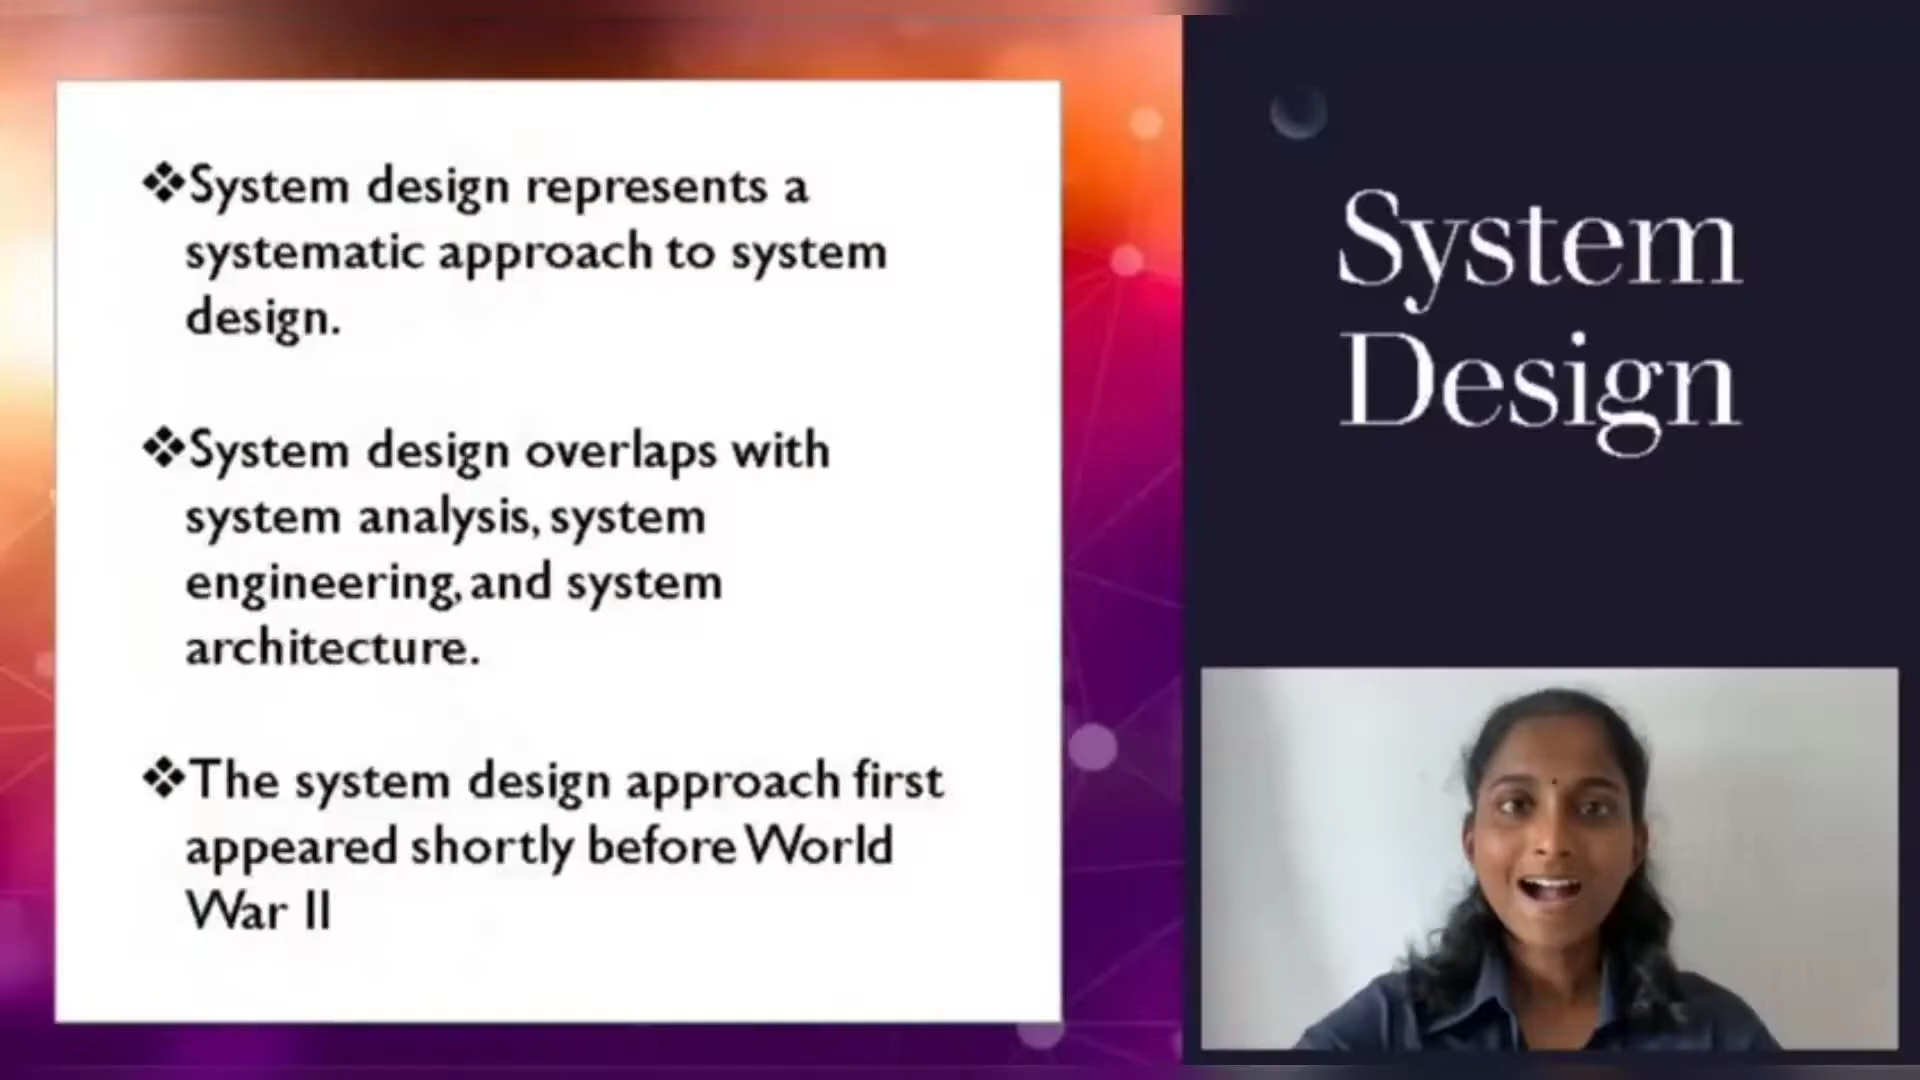 ❖System design represents a
systematic approach to system
design.
❖System design overlaps with
system analysis, system
engineering, and system
architecture.
❖The system design approach first
appeared shortly before World
War II
System
Design